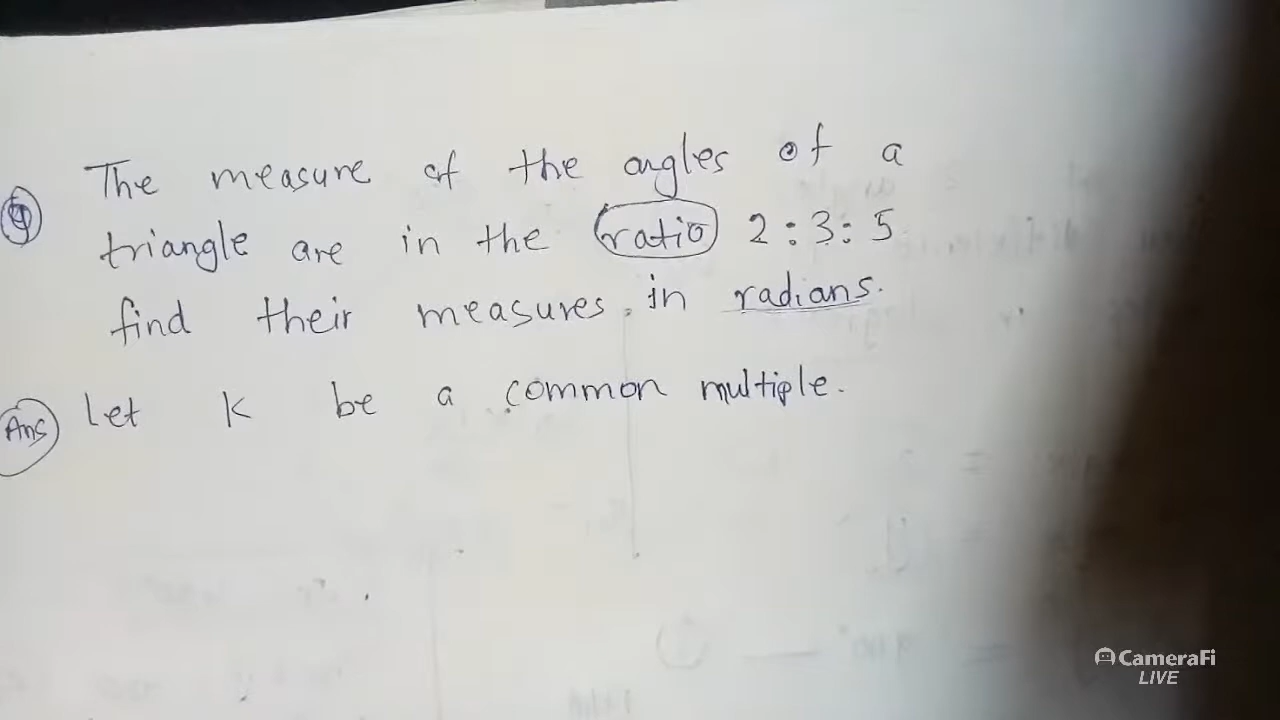 The measure of the angles of a
triangle are in the ratio 2:3:5
find their measures in radians.
Ans Let K be a common multiple.
CameraFi
LIVE